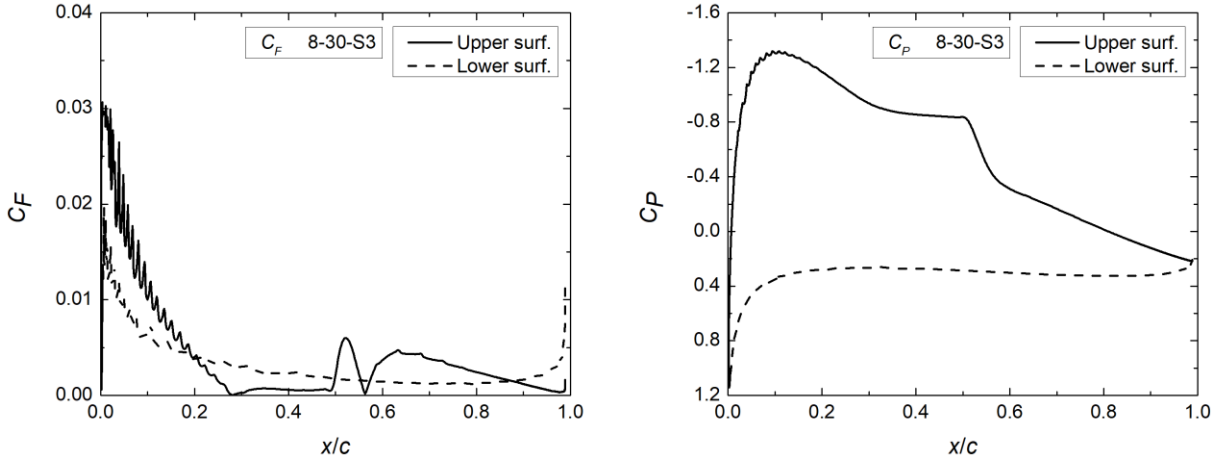 0.04
0.03
0.02
0.01
0.00
C_F
C_F 8-30-S3
Upper surf.
Lower surf.
0.0 0.2 0.4 0.6 0.8 1.0
x/c
-1.6
-1.2
-0.8
-0.4
0.0
0.4
0.8
1.2
C_P
C_P 8-30-S3
Upper surf.
Lower surf.
0.0 0.2 0.4 0.6 0.8 1.0
x/c